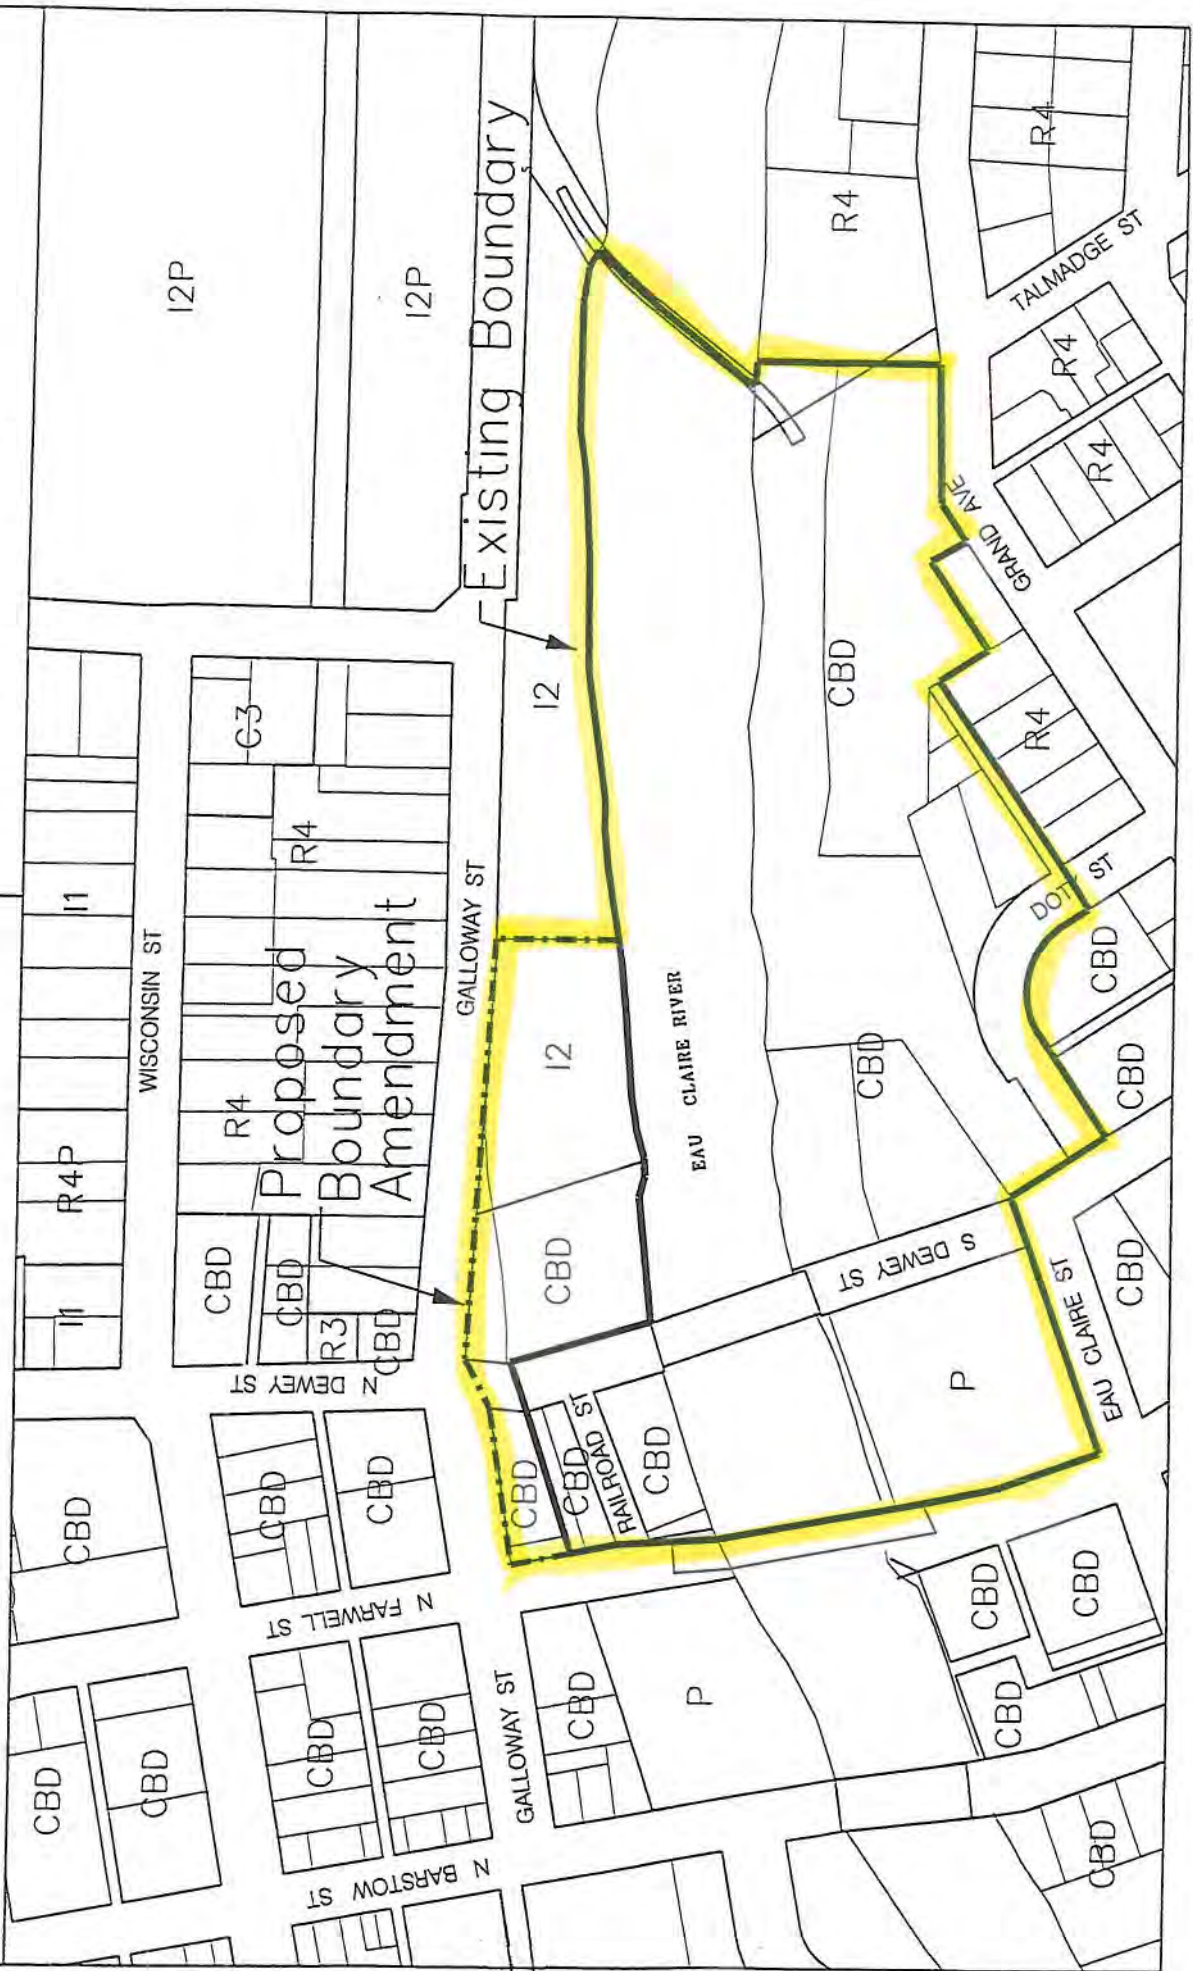 I2P
I2P
Existing Boundary
R4
R4
TALMADGE ST
R4
R4
GRAND AVE
I2
CBD
R4
C3
R4
I1
WISCONSIN ST
GALLOWAY ST
Proposed
Boundary
Amendment
R4
R4P
I1
I2
EAU CLAIRE RIVER
CBD
DOTY ST
CBD
CBD
CBD
CBD
R3
CBD
N DEWEY ST
CBD
S DEWEY ST
EAU CLAIRE ST
CBD
P
RAILROAD ST
CBD
CBD
CBD
CBD
CBD
CBD
N FARWELL ST
GALLOWAY ST
CBD
P
CBD
CBD
CBD
CBD
CBD
CBD
CBD
N BARSTOW ST
CBD